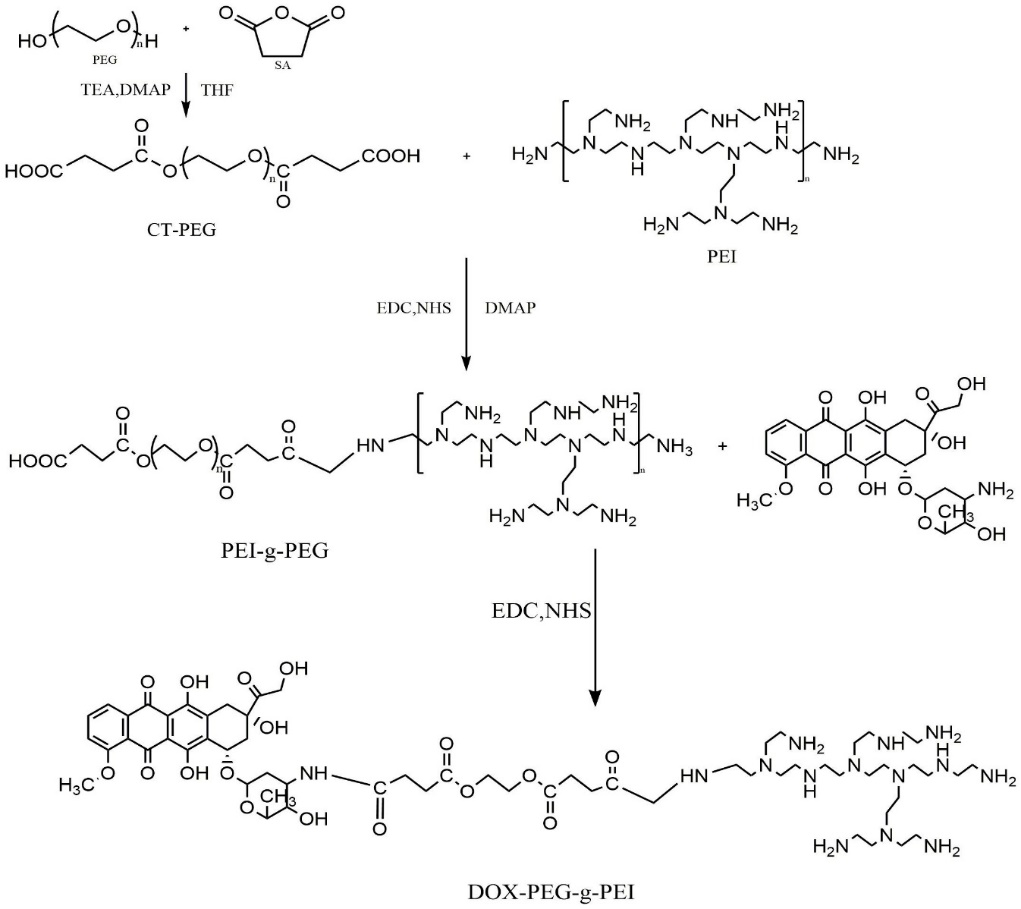 HO ( O ) n H + O O O
PEG SA
TEA,DMAP THF
HOOC O O ( O ) n O COOH + H2N [ N NH2 N H N NH NH2 N H N ] n NH2
N H2N NH2
CT-PEG
PEI
EDC,NHS DMAP
HOOC O O ( O ) n O O HN [ N NH2 N H N NH NH2 N H N ] n NH3 + O OH O OH OH
H3C O O OH O NH2
N H2N NH2 O CH3 OH
PEI-g-PEG
EDC,NHS
O OH O OH OH
H3C O O OH O NH O O O O O O HN N NH2 N H N NH NH2 N H N NH2
O CH3 OH N H2N NH2
DOX-PEG-g-PEI